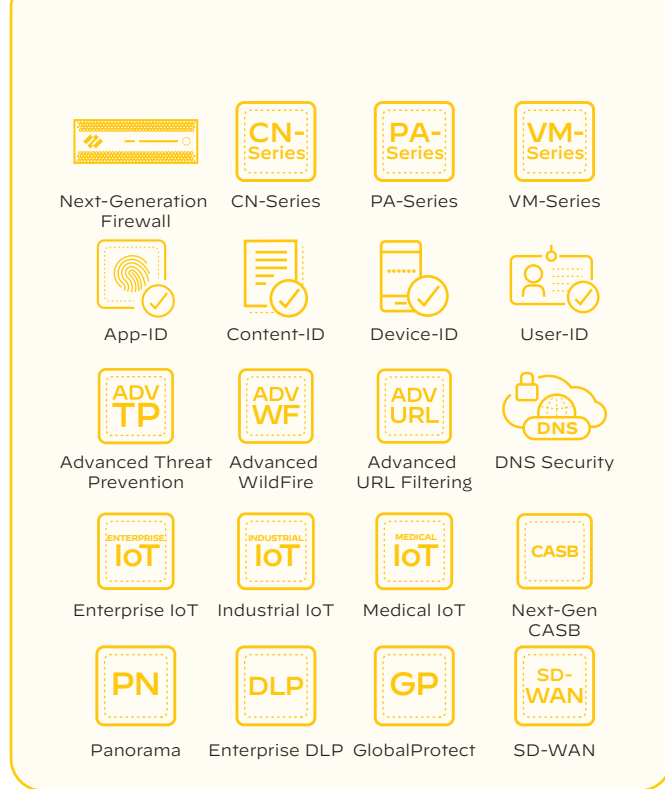 CN-
Series
PA-
Series
VM-
Series
Next-Generation
Firewall
CN-Series
PA-Series
VM-Series
App-ID
Content-ID
Device-ID
User-ID
ADV
TP
ADV
WF
ADV
URL
DNS
Advanced Threat
Prevention
Advanced
WildFire
Advanced
URL Filtering
DNS Security
ENTERPRISE
IoT
INDUSTRIAL
IoT
MEDICAL
IoT
CASB
Enterprise IoT
Industrial IoT
Medical IoT
Next-Gen
CASB
PN
DLP
GP
SD-
WAN
Panorama
Enterprise DLP
GlobalProtect
SD-WAN